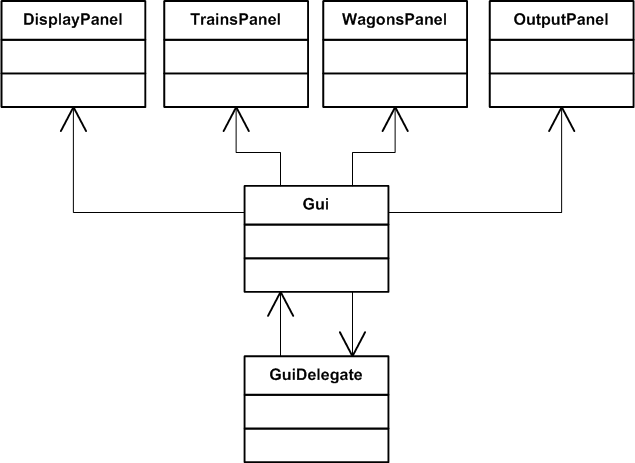 DisplayPanel
TrainsPanel
WagonsPanel
OutputPanel
Gui
GuiDelegate